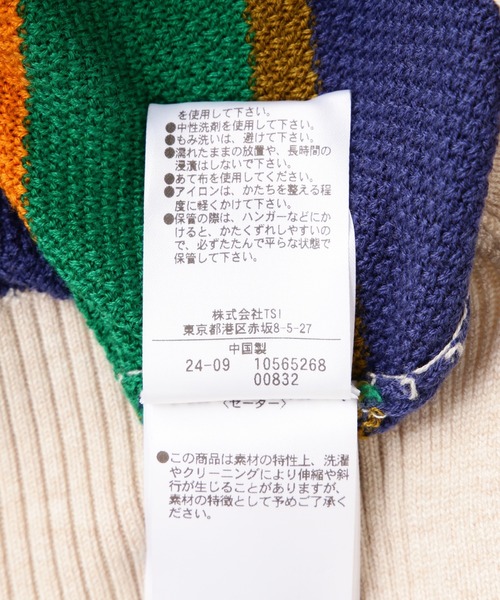 を使用して下さい。
●中性洗剤を使用して下さい。
●もみ洗いは、避けて下さい。
●濡れたままの放置や、長時間の
浸漬はしないで下さい。
●あて布を使用してください。
●アイロンは、かたちを整える程
度に軽くかけて下さい。
●保管の際は、ハンガーなどにか
けると、かたくずれしやすいの
で、必ずたたんで平らな状態で
保管して下さい。
株式会社TSI
東京都港区赤坂8-5-27
中国製
24-09 10565268
00832
〈セーター〉
●この商品は素材の特性上、洗濯
やクリーニングにより伸縮や斜
行が生じることがありますが、
素材の特徴として予めご了承く
ださい。